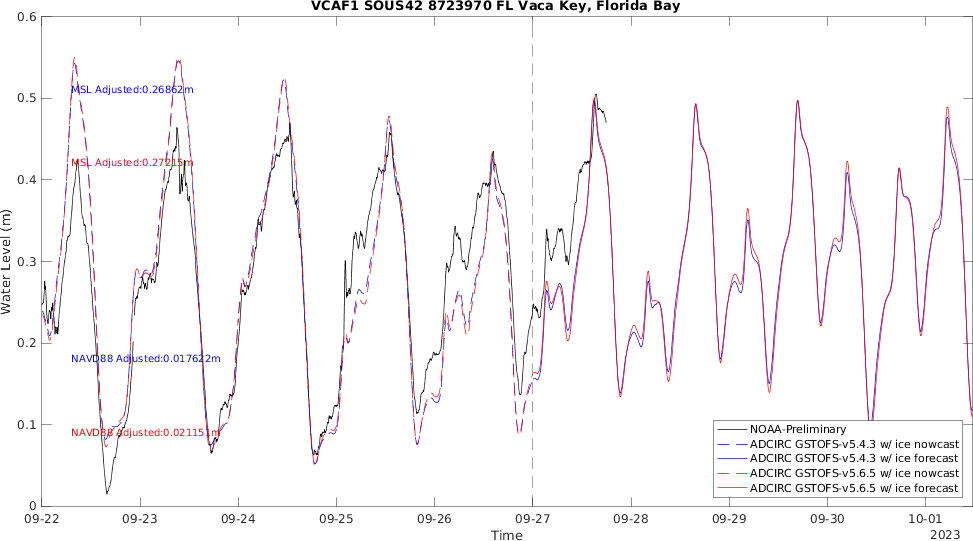 VCAF1 SOUS42 8723970 FL Vaca Key, Florida Bay
0.6
0.5
0.4
0.3
0.2
0.1
0
Water Level (m)
MSL Adjusted:0.26862m
MSL Adjusted:0.27215m
NAVD88 Adjusted:0.017622m
NAVD88 Adjusted:0.021151m
NOAA-Preliminary
ADCIRC GSTOFS-v5.4.3 w/ ice nowcast
ADCIRC GSTOFS-v5.4.3 w/ ice forecast
ADCIRC GSTOFS-v5.6.5 w/ ice nowcast
ADCIRC GSTOFS-v5.6.5 w/ ice forecast
09-22 09-23 09-24 09-25 09-26 09-27 09-28 09-29 09-30 10-01
Time
2023